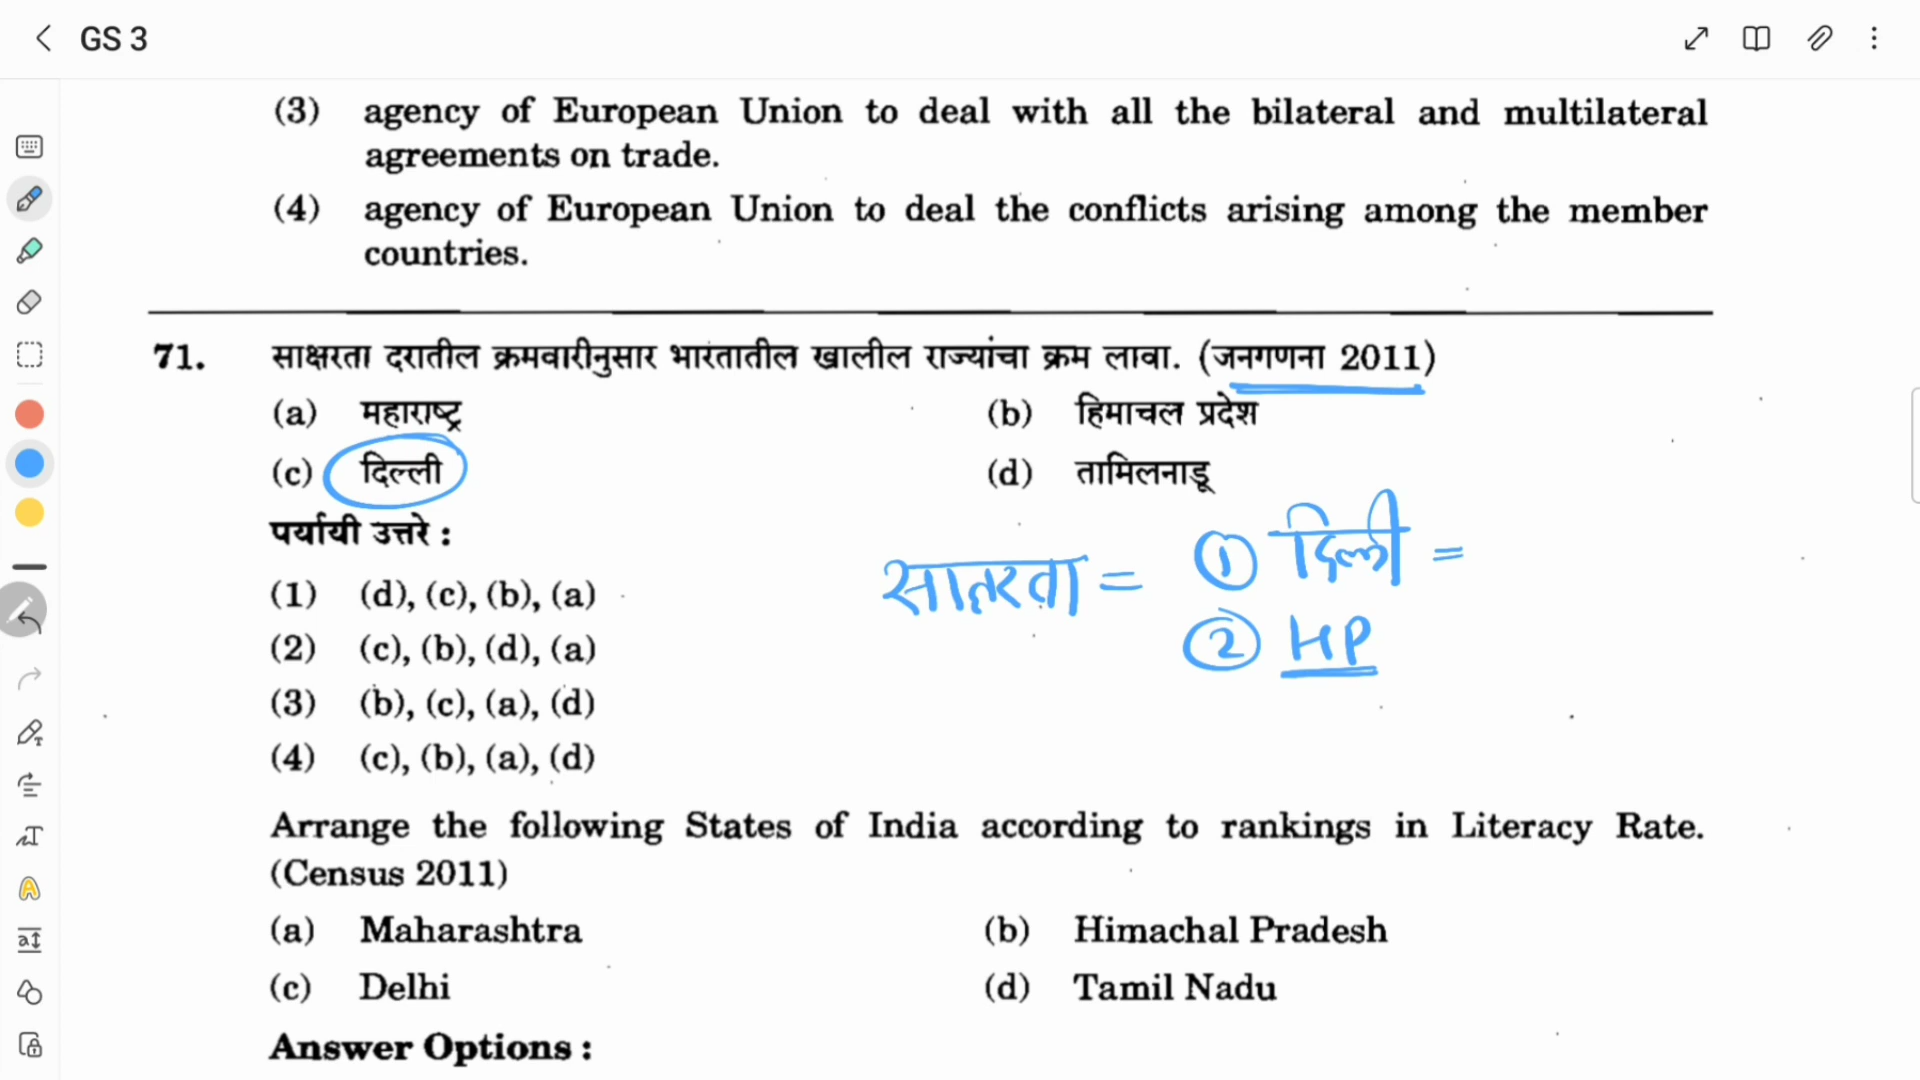 GS 3
(3) agency of European Union to deal with all the bilateral and multilateral
agreements on trade.
(4) agency of European Union to deal the conflicts arising among the member
countries.
71. साक्षरता दरातील क्रमवारीनुसार भारतातील खालील राज्यांचा क्रम लावा. (जनगणना 2011)
(a) महाराष्ट्र (b) हिमाचल प्रदेश
(c) दिल्ली (d) तामिलनाडू
पर्यायी उत्तरे :
साक्षरता = ① दिल्ली =
(1) (d), (c), (b), (a)
(2) (c), (b), (d), (a)
② HP
(3) (b), (c), (a), (d)
(4) (c), (b), (a), (d)
Arrange the following States of India according to rankings in Literacy Rate.
(Census 2011)
(a) Maharashtra (b) Himachal Pradesh
(c) Delhi (d) Tamil Nadu
Answer Options :